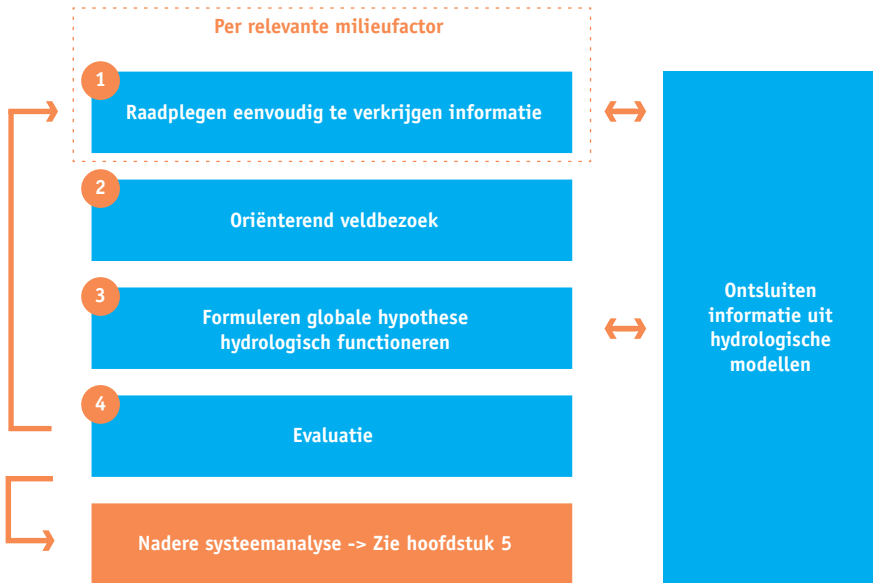 Per relevante milieufactor
1
Raadplegen eenvoudig te verkrijgen informatie
2
Oriënterend veldbezoek
3
Formuleren globale hypothese
hydrologisch functioneren
4
Evaluatie
Nadere systeemanalyse -> Zie hoofdstuk 5
Ontsluiten
informatie uit
hydrologische
modellen